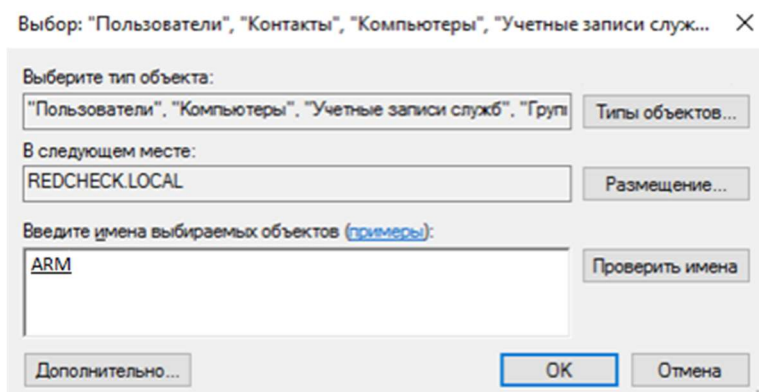 Выбор: "Пользователи", "Контакты", "Компьютеры", "Учетные записи служ...
Выберите тип объекта:
"Пользователи", "Компьютеры", "Учетные записи служб", "Групп
Типы объектов...
В следующем месте:
REDCHECK.LOCAL
Размещение...
Введите имена выбираемых объектов (примеры):
ARM
Проверить имена
Дополнительно...
OK
Отмена